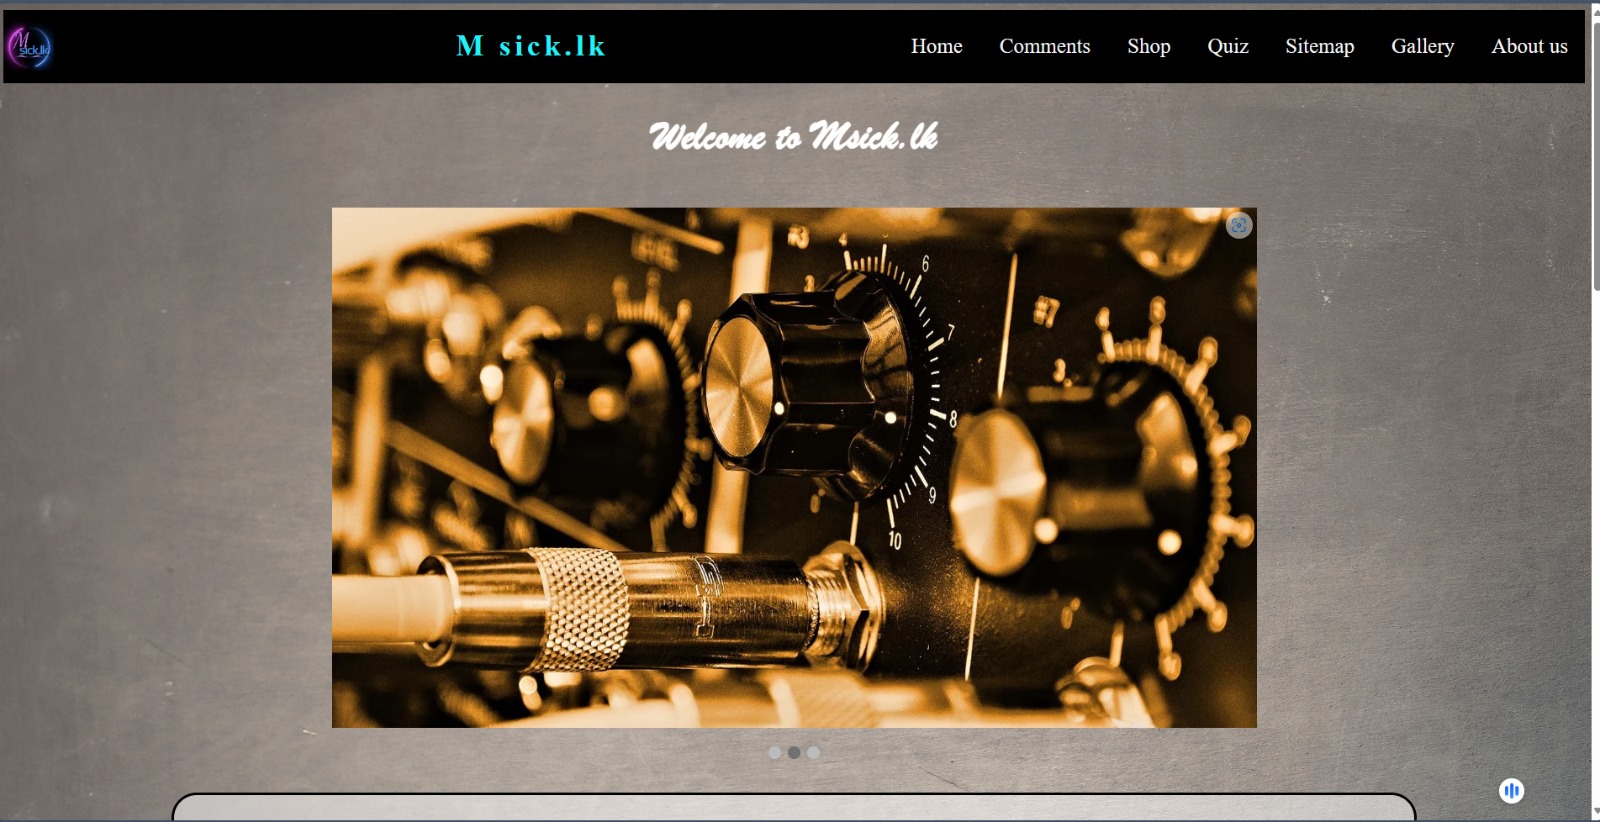 M
sick.lk
M sick.lk
Home Comments Shop Quiz Sitemap Gallery About us
Welcome to Msick.lk
4
6
7
8
9
10